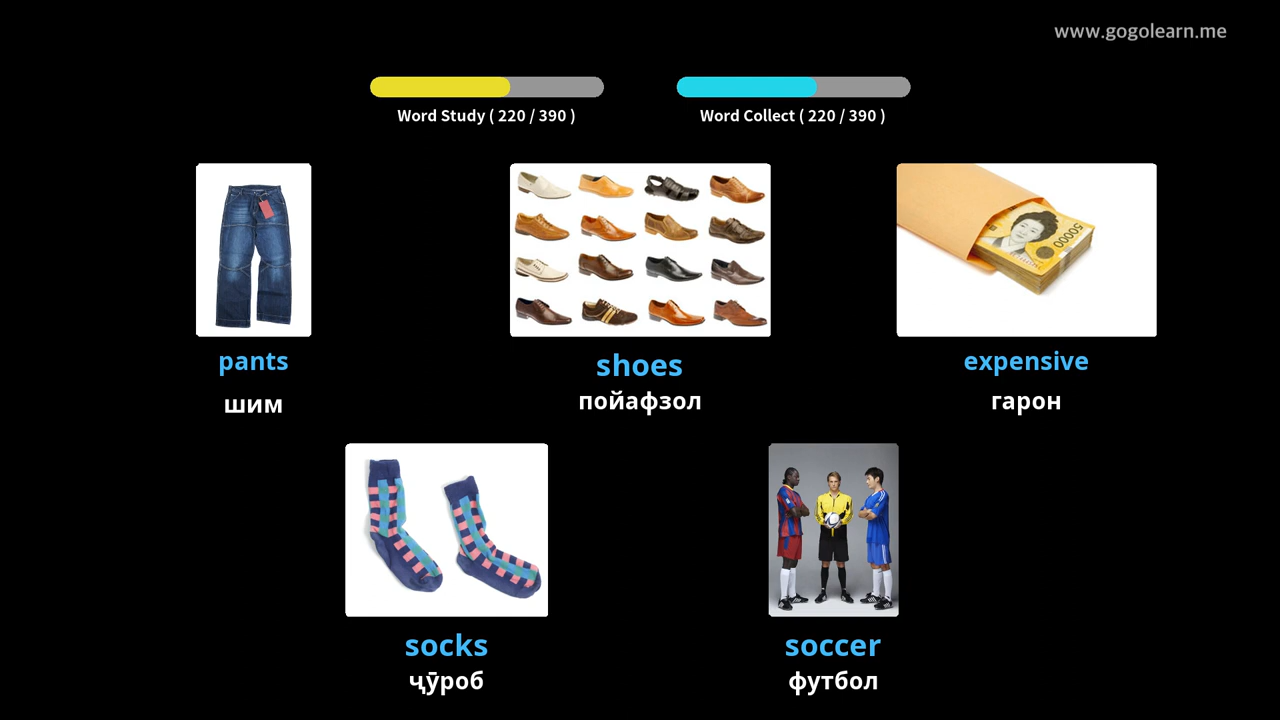 www.gogolearn.me
Word Study ( 220 / 390 )
Word Collect ( 220 / 390 )
50000
pants
шим
shoes
пойафзол
expensive
гарон
socks
ҷӯроб
soccer
футбол